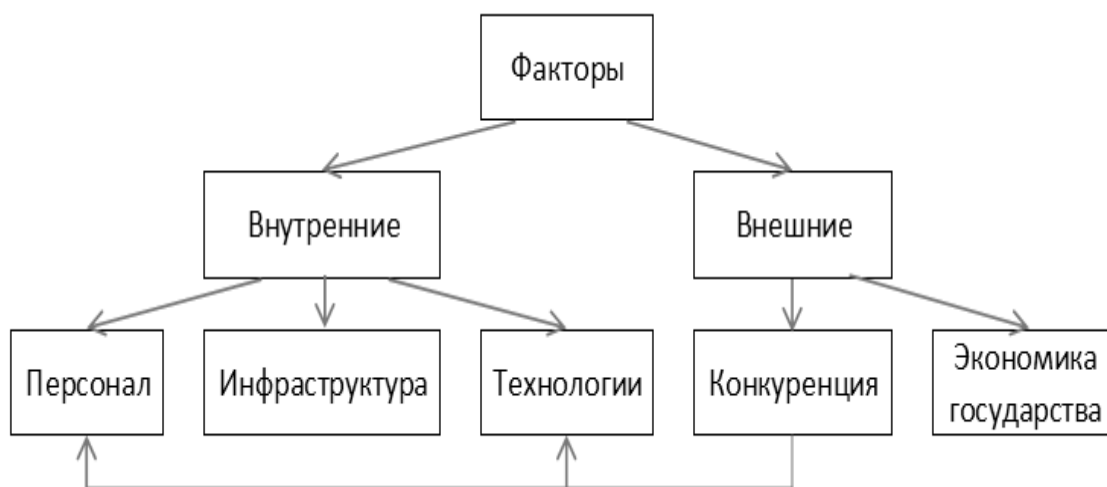 Факторы
Внутренние
Внешние
Персонал
Инфраструктура
Технологии
Конкуренция
Экономика
государства